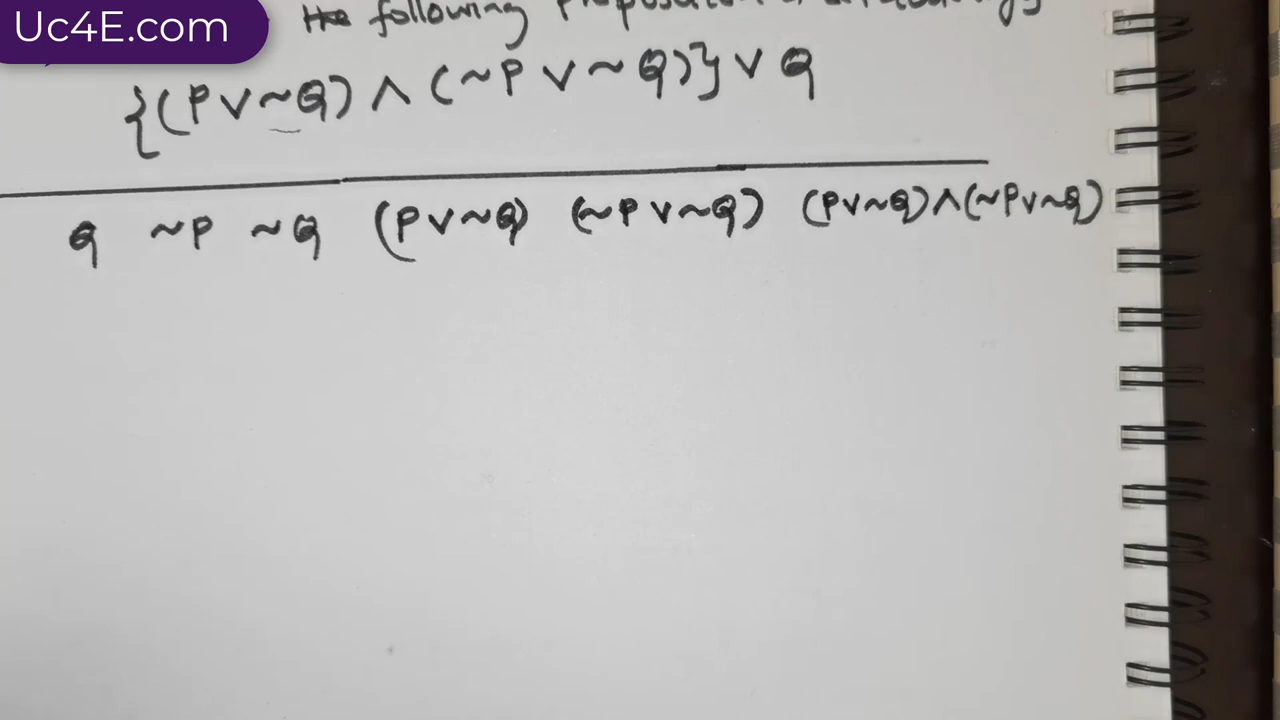 Uc4E.com
the following
{(P∨~Q)∧(~P∨~Q)}∨Q
Q ~P ~Q (P∨~Q) (~P∨~Q) (P∨~Q)∧(~P∨~Q)